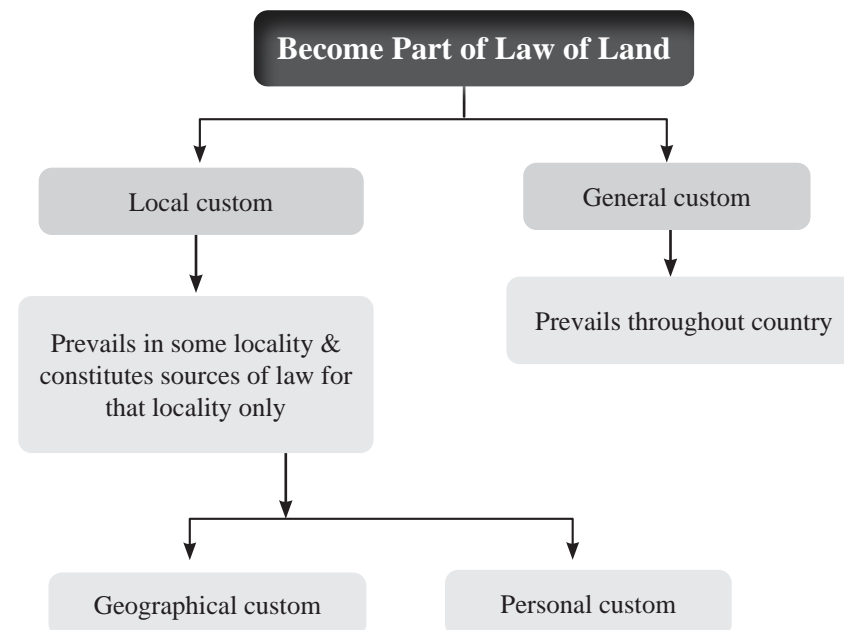 Become Part of Law of Land
Local custom
General custom
Prevails in some locality &
constitutes sources of law for
that locality only
Prevails throughout country
Geographical custom
Personal custom